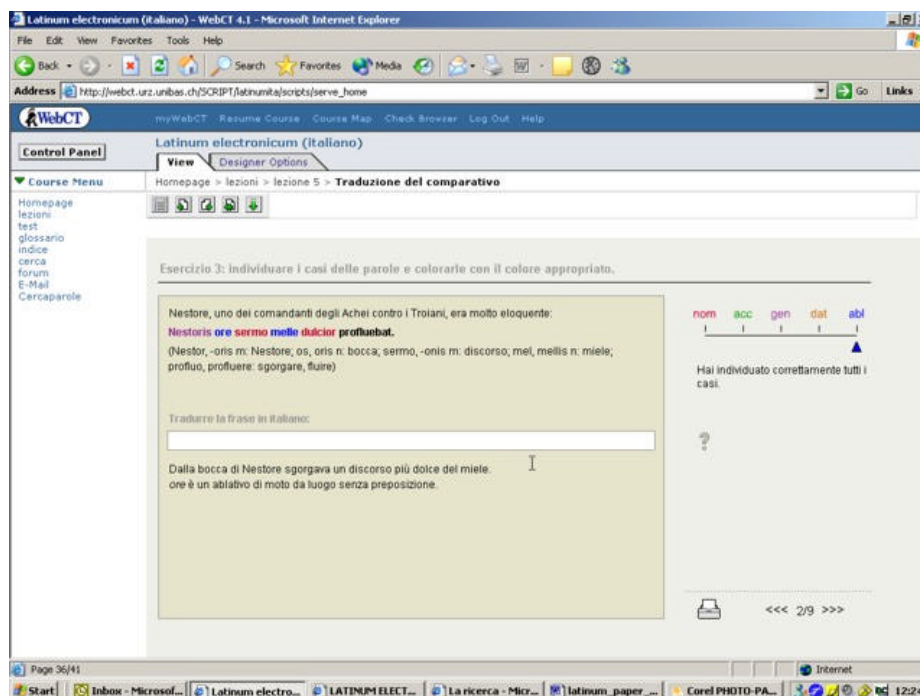 Latinum electronicum (italiano) - WebCT 4.1 - Microsoft Internet Explorer
File Edit View Favorites Tools Help
Back Search Favorites Media
Address http://webct.urz.unibas.ch/SCRIPT/latinumita/scripts/serve_home Go Links
WebCT myWebCT Resume Course Course Map Check Browser Log Out Help
Control Panel
Latinum electronicum (italiano)
View Designer Options
Course Menu
Homepage > lezioni > lezione 5 > Traduzione del comparativo
Homepage
lezioni
test
glossario
indice
cerca
forum
E-Mail
Cercaparole
Esercizio 3: individuare i casi delle parole e colorarle con il colore appropriato.
Nestore, uno dei comandanti degli Achei contro i Troiani, era molto eloquente:
Nestoris ore sermo melle dulcior profluebat.
(Nestor, -oris m: Nestore; os, oris n: bocca; sermo, -onis m: discorso; mel, mellis n: miele;
profluo, profluere: sgorgare, fluire)
nom acc gen dat abl
Hai individuato correttamente tutti i
casi.
Tradurre la frase in italiano:
?
Dalla bocca di Nestore sgorgava un discorso più dolce del miele.
ore è un ablativo di moto da luogo senza preposizione.
<<< 2/9 >>>
Page 36/41 Internet
Start Inbox - Microsof... Latinum electro... LATINUM ELECT... La ricerca - Micr... latinum_paper_... Corel PHOTO-PA...